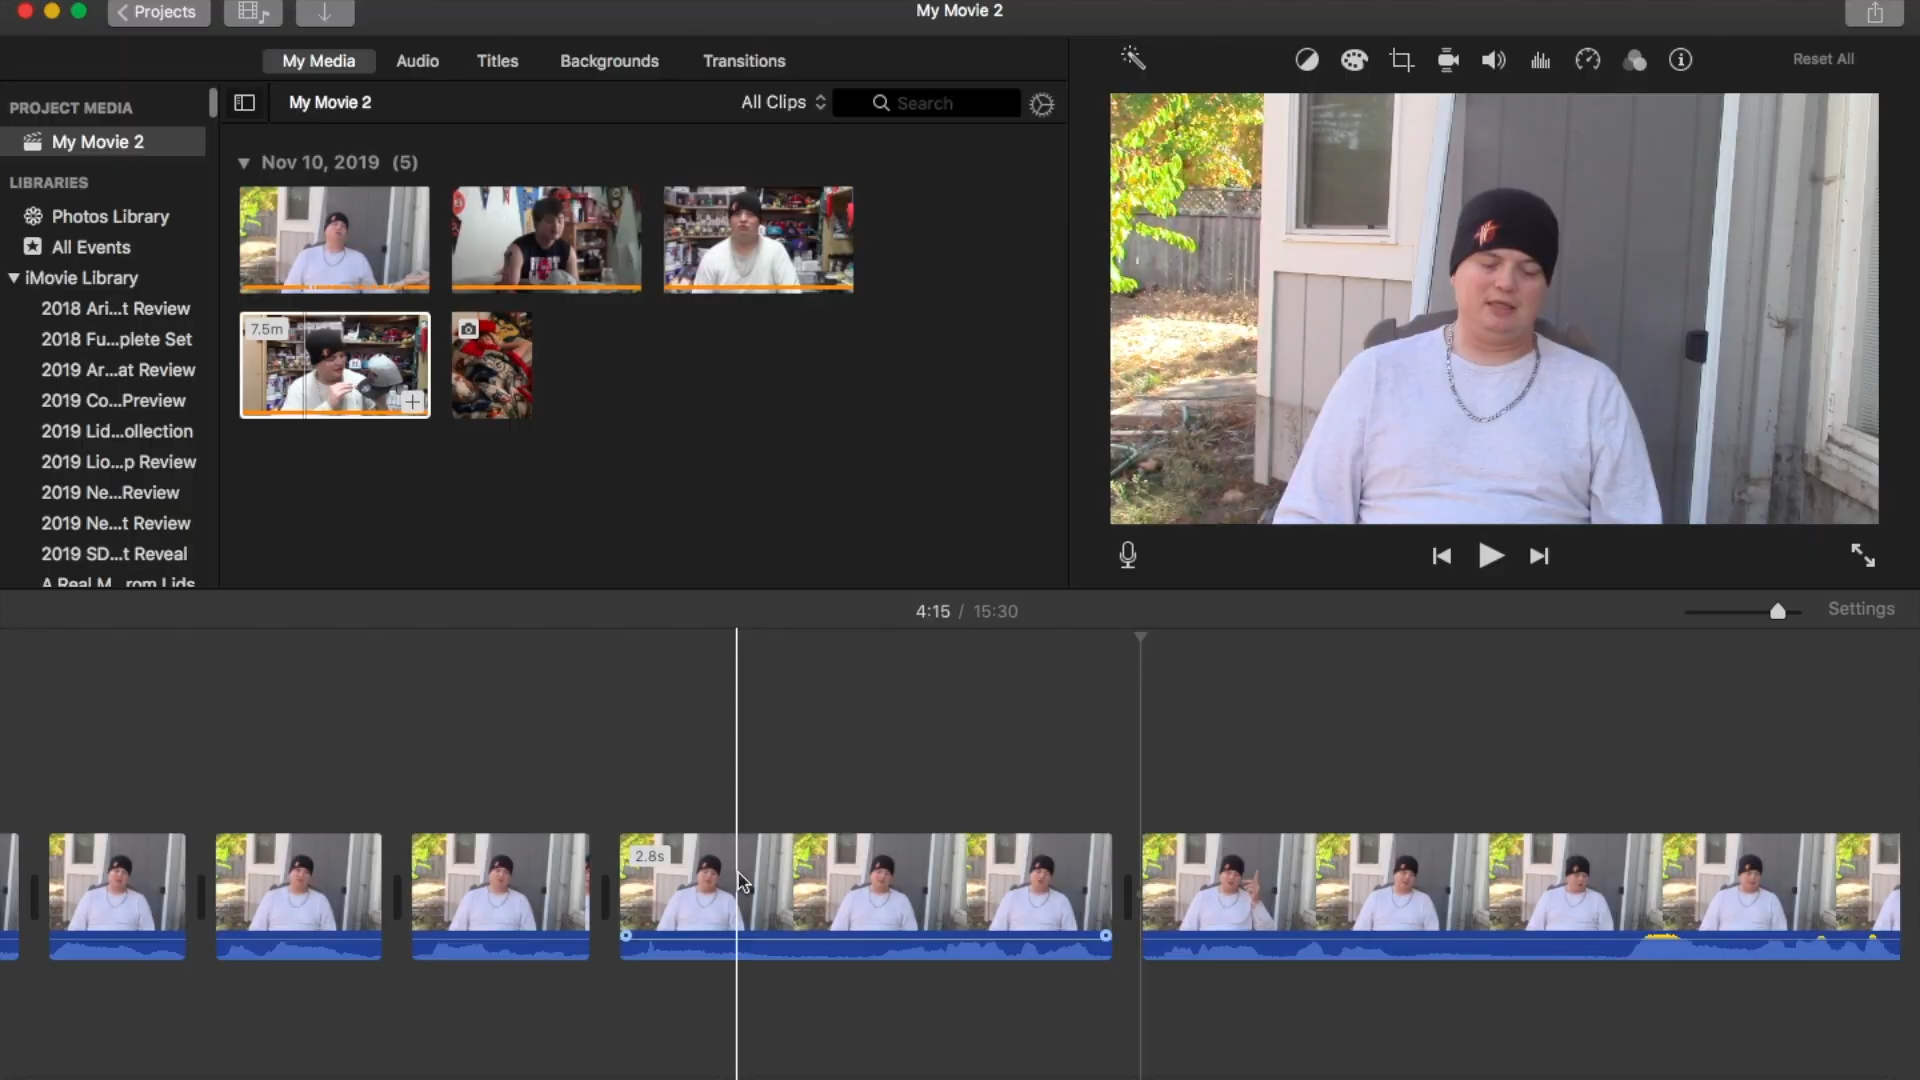 Projects
My Movie 2
My Media
Audio
Titles
Backgrounds
Transitions
Reset All
PROJECT MEDIA
My Movie 2
My Movie 2
All Clips
Search
LIBRARIES
Photos Library
All Events
iMovie Library
2018 Ari...t Review
2018 Fu...plete Set
2019 Ar...at Review
2019 Co...Preview
2019 Lid...ollection
2019 Lio...p Review
2019 Ne...Review
2019 Ne...t Review
2019 SD...t Reveal
A Real M...rom Lids
Nov 10, 2019 (5)
7.5m
4:15 / 15:30
Settings
2.8s